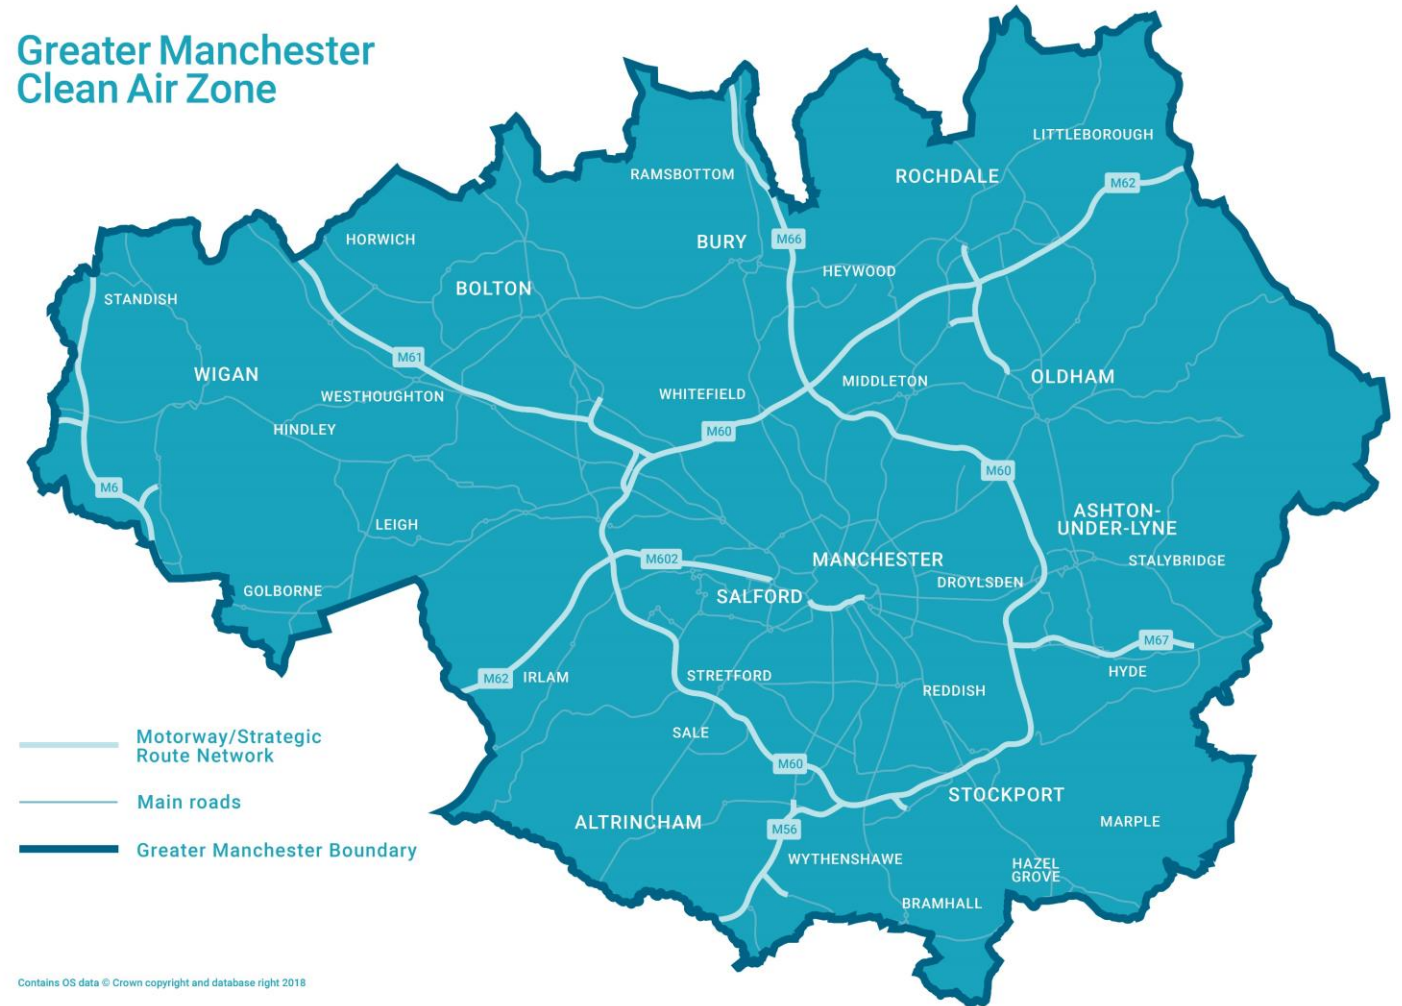 Greater Manchester
Clean Air Zone
LITTLEBOROUGH
RAMSBOTTOM
ROCHDALE
M62
HORWICH
BURY
M66
HEYWOOD
BOLTON
STANDISH
M61
WIGAN
WESTHOUGHTON
WHITEFIELD
MIDDLETON
OLDHAM
HINDLEY
M60
M60
M6
ASHTON-
UNDER-LYNE
LEIGH
MANCHESTER
M602
STALYBRIDGE
DROYLSDEN
GOLBORNE
SALFORD
M67
HYDE
M62
IRLAM
STRETFORD
REDDISH
SALE
M60
STOCKPORT
ALTRINCHAM
M56
MARPLE
WYTHENSHAWE
HAZEL
GROVE
BRAMHALL
Motorway/Strategic
Route Network
Main roads
Greater Manchester Boundary
Contains OS data © Crown copyright and database right 2018